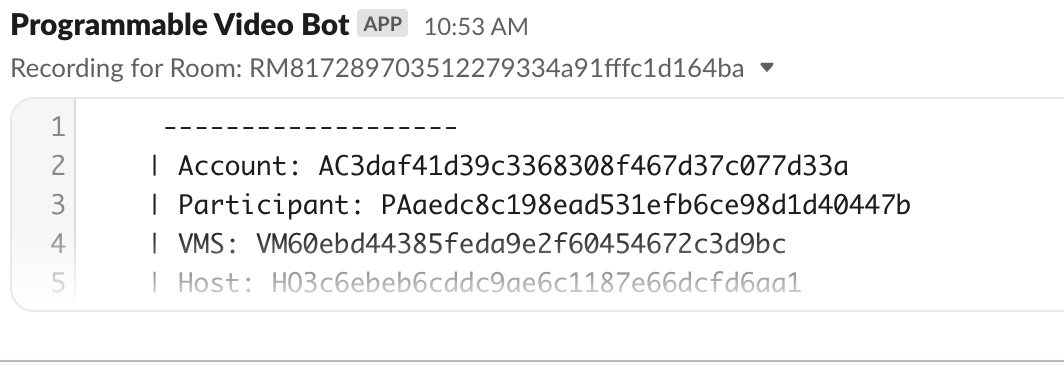 Programmable Video Bot APP 10:53 AM
Recording for Room: RM817289703512279334a91fffc1d164ba
1 -------------------
2 | Account: AC3daf41d39c3368308f467d37c077d33a
3 | Participant: PAaedc8c198ead531efb6ce98d1d40447b
4 | VMS: VM60ebd44385feda9e2f60454672c3d9bc
5 | Host: HO3c6ebeb6cddc9ae6c1187e66dcfd6aa1